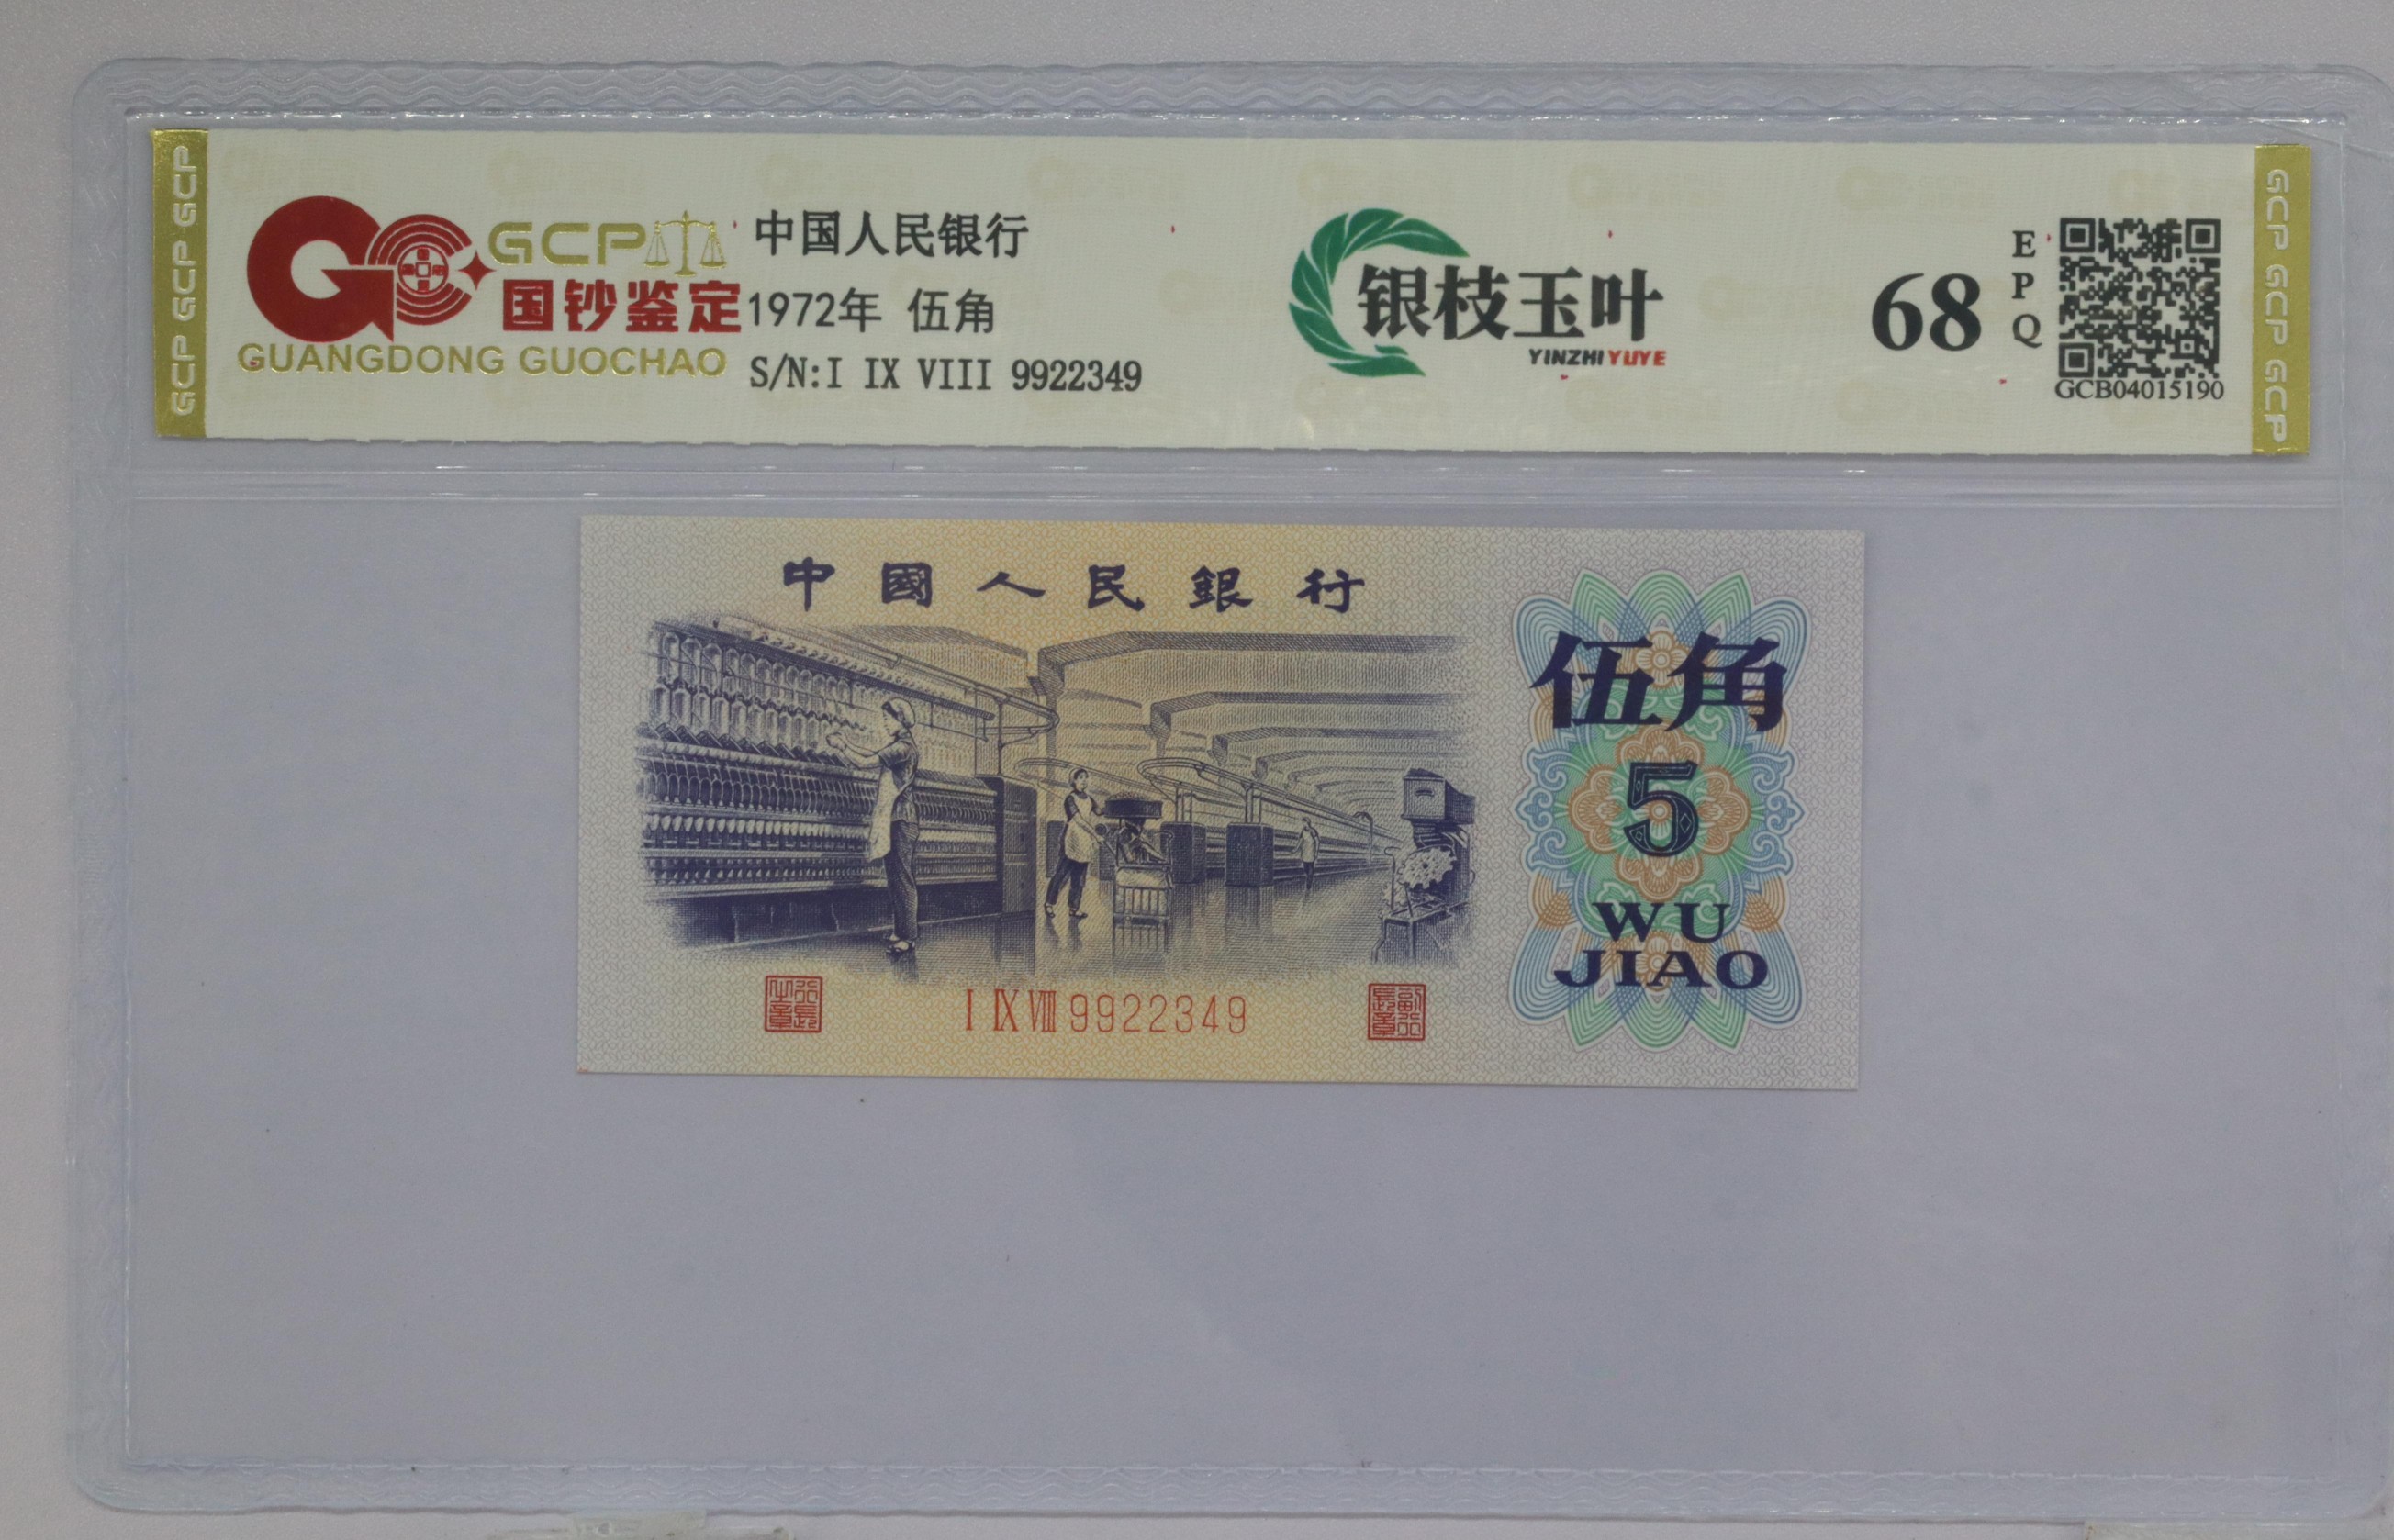 GCP GCP GCP
GCP
国钞鉴定
GUANGDONG GUOCHAO
中国人民银行
1972年 伍角
S/N:I IX VIII 9922349
银枝玉叶
YINZHI YUYE
68
EPQ
GCB04015190
GCP GCP GCP
中國人民銀行
伍角
5
WU
JIAO
I IX VIII 9922349